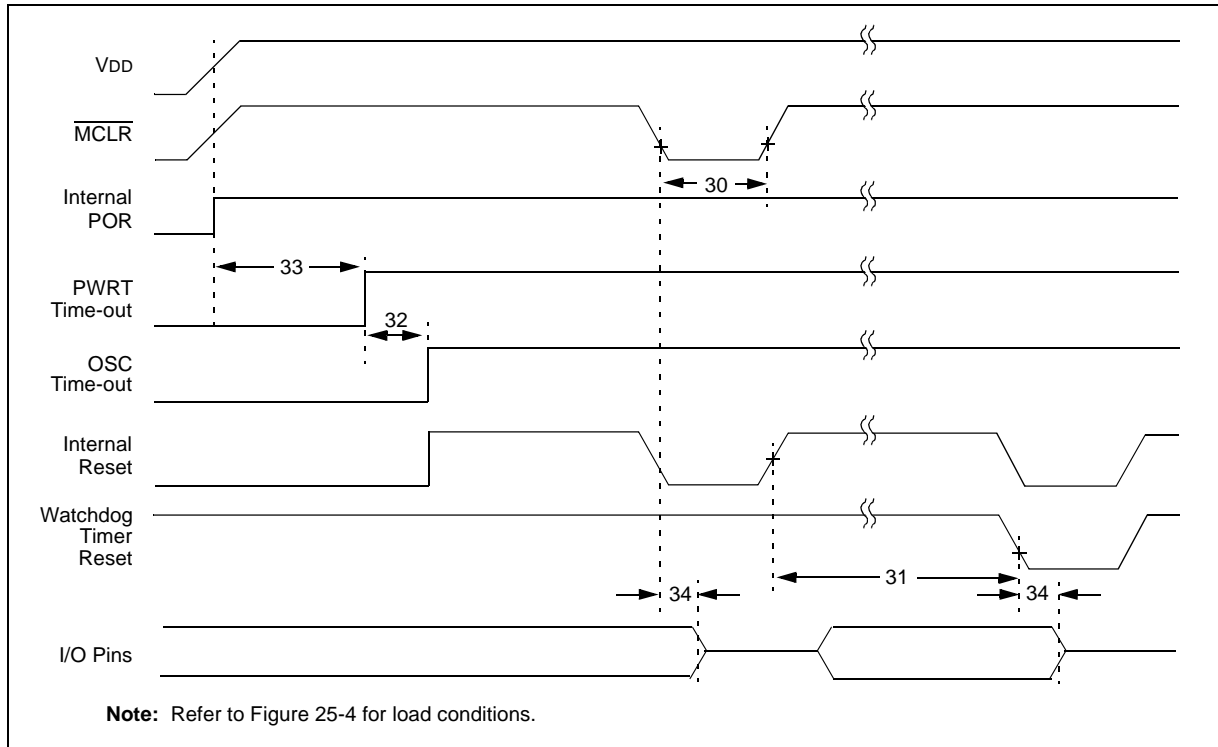 VDD
MCLR
30
Internal
POR
33
PWRT
Time-out
32
OSC
Time-out
Internal
Reset
Watchdog
Timer
Reset
31
34
34
I/O Pins
Note: Refer to Figure 25-4 for load conditions.